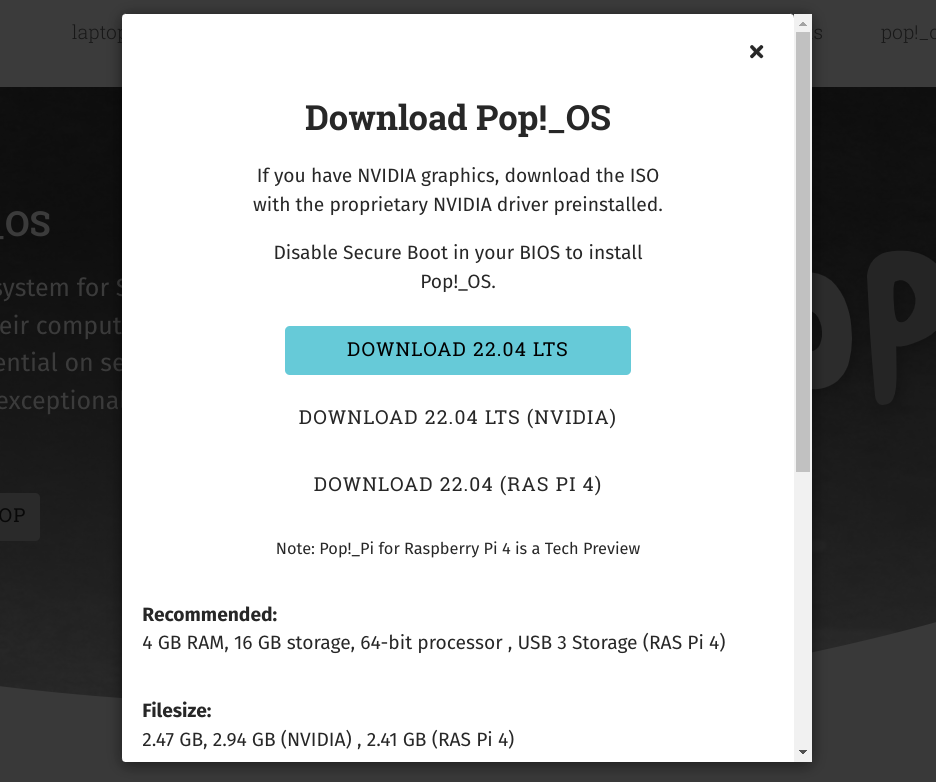 laptop
s
pop!_o
Download Pop!_OS
If you have NVIDIA graphics, download the ISO
with the proprietary NVIDIA driver preinstalled.
Disable Secure Boot in your BIOS to install
Pop!_OS.
_OS
system for S
eir comput
ential on se
exceptiona
OP
op
DOWNLOAD 22.04 LTS
DOWNLOAD 22.04 LTS (NVIDIA)
DOWNLOAD 22.04 (RAS PI 4)
Note: Pop!_Pi for Raspberry Pi 4 is a Tech Preview
Recommended:
4 GB RAM, 16 GB storage, 64-bit processor , USB 3 Storage (RAS Pi 4)
Filesize:
2.47 GB, 2.94 GB (NVIDIA) , 2.41 GB (RAS Pi 4)